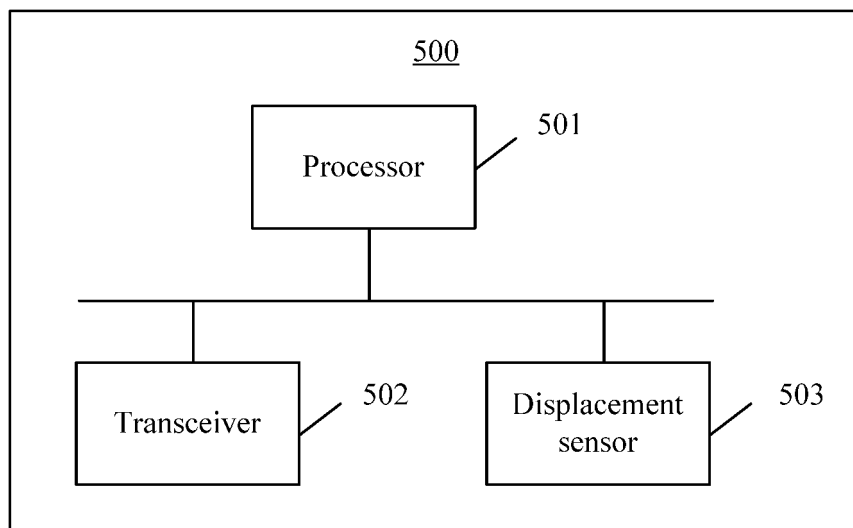 500
501
Processor
502
Transceiver
503
Displacement
sensor